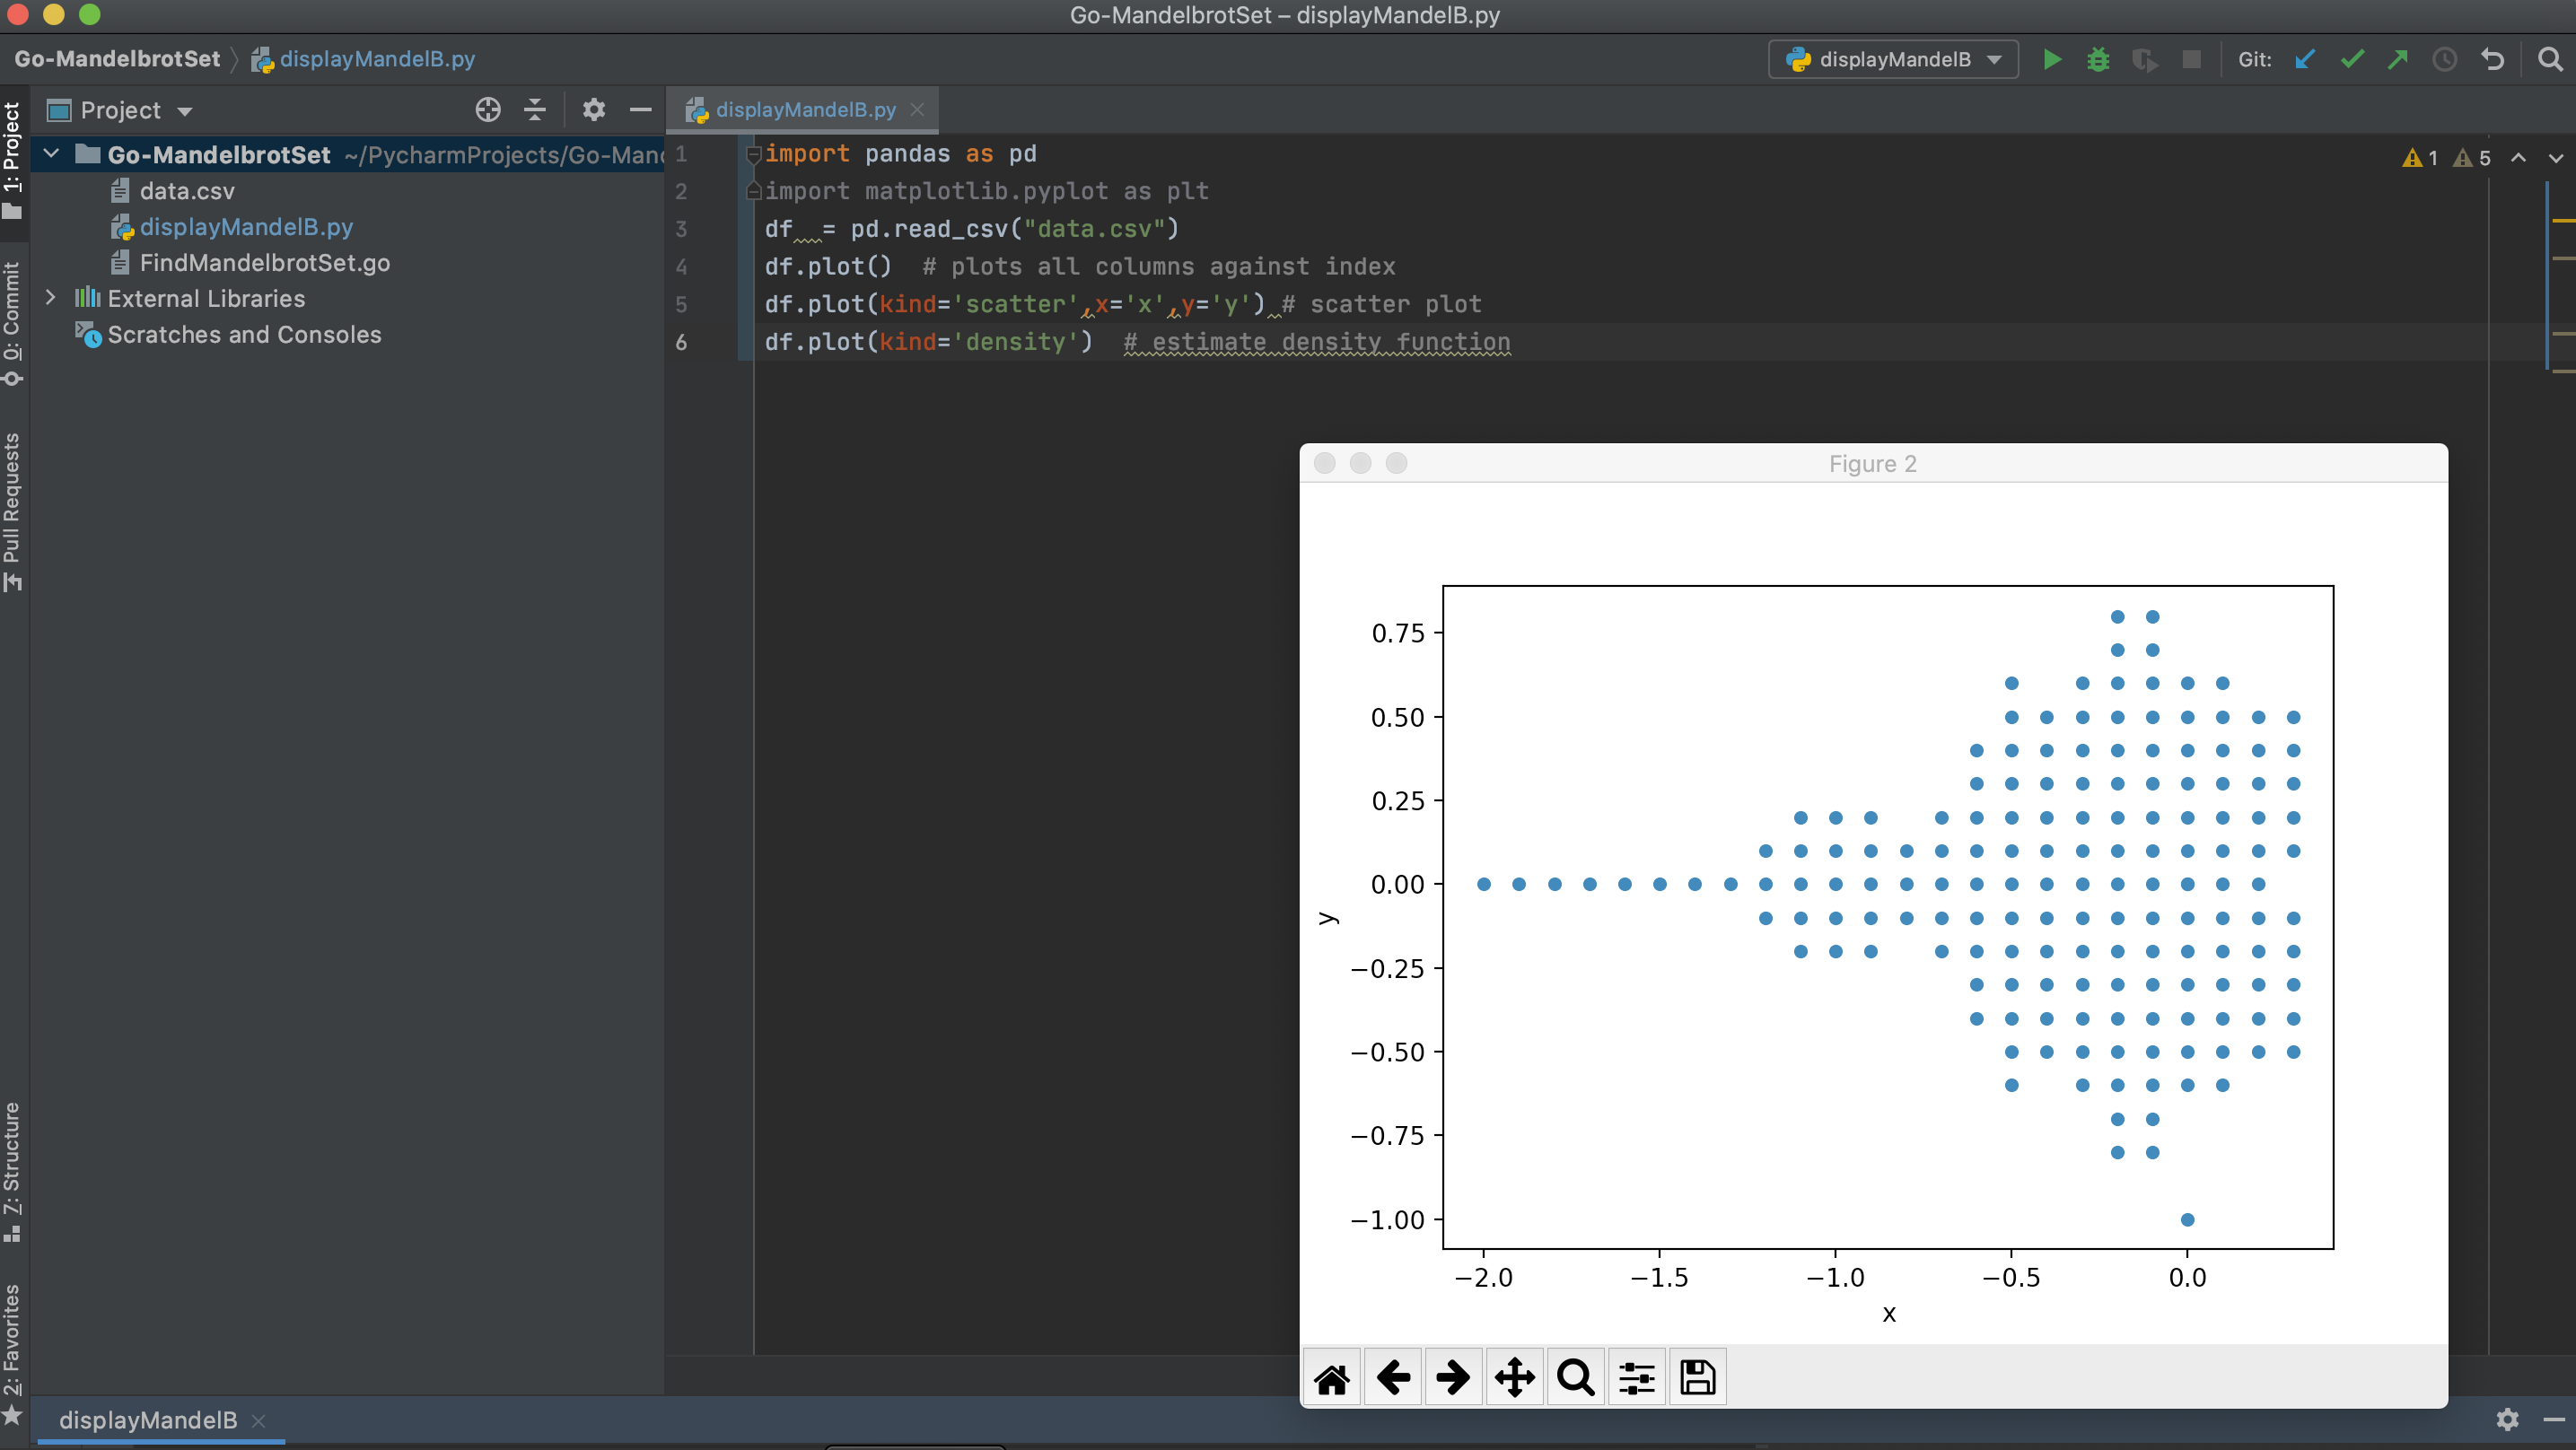 Go-MandelbrotSet – displayMandelB.py
Go-MandelbrotSet displayMandelB.py
displayMandelB
Git:
Project
displayMandelB.py
1: Project
0: Commit
Pull Requests
7: Structure
2: Favorites
Go-MandelbrotSet ~/PycharmProjects/Go-Mand
data.csv
displayMandelB.py
FindMandelbrotSet.go
External Libraries
Scratches and Consoles
1 import pandas as pd
2 import matplotlib.pyplot as plt
3 df  = pd.read_csv("data.csv")
4 df.plot()  # plots all columns against index
5 df.plot(kind='scatter',x='x',y='y') # scatter plot
6 df.plot(kind='density')  # estimate density function
1 5
Figure 2
0.75
0.50
0.25
0.00
−0.25
−0.50
−0.75
−1.00
y
−2.0 −1.5 −1.0 −0.5 0.0
x
displayMandelB